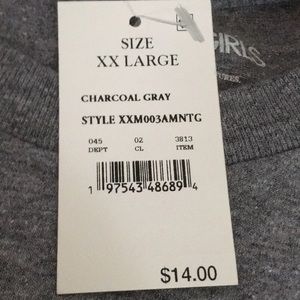 SIZE
XX LARGE
GIRLS
CHARCOAL GRAY
STYLE XXM003AMNTG
045 02 3813
DEPT CL ITEM
1 97543 48689 4
$14.00